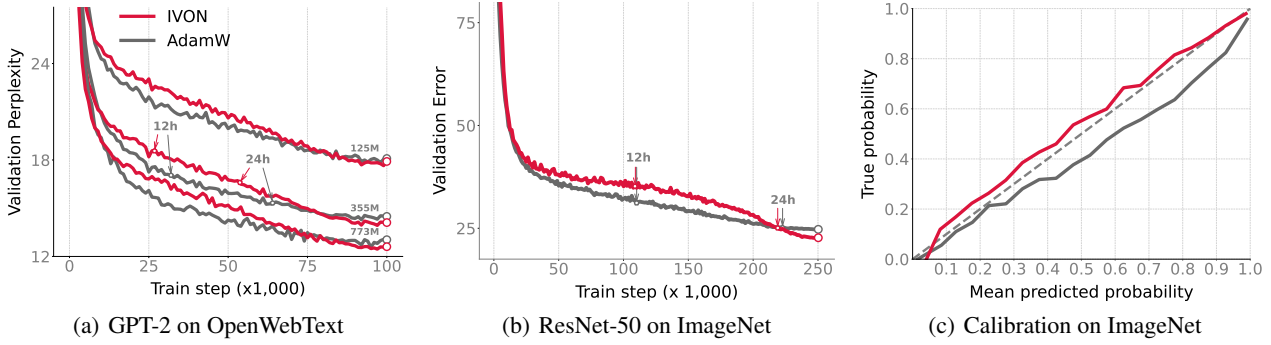 IVON
AdamW
Validation Perplexity
24
18
12
12h
24h
125M
355M
773M
0
25
50
75
100
Train step (x1,000)
(a) GPT-2 on OpenWebText
Validation Error
75
50
25
12h
24h
0
50
100
150
200
250
Train step (x 1,000)
(b) ResNet-50 on ImageNet
True probability
1.0
0.8
0.6
0.4
0.2
0.0
0.1
0.2
0.3
0.4
0.5
0.6
0.7
0.8
0.9
1.0
Mean predicted probability
(c) Calibration on ImageNet